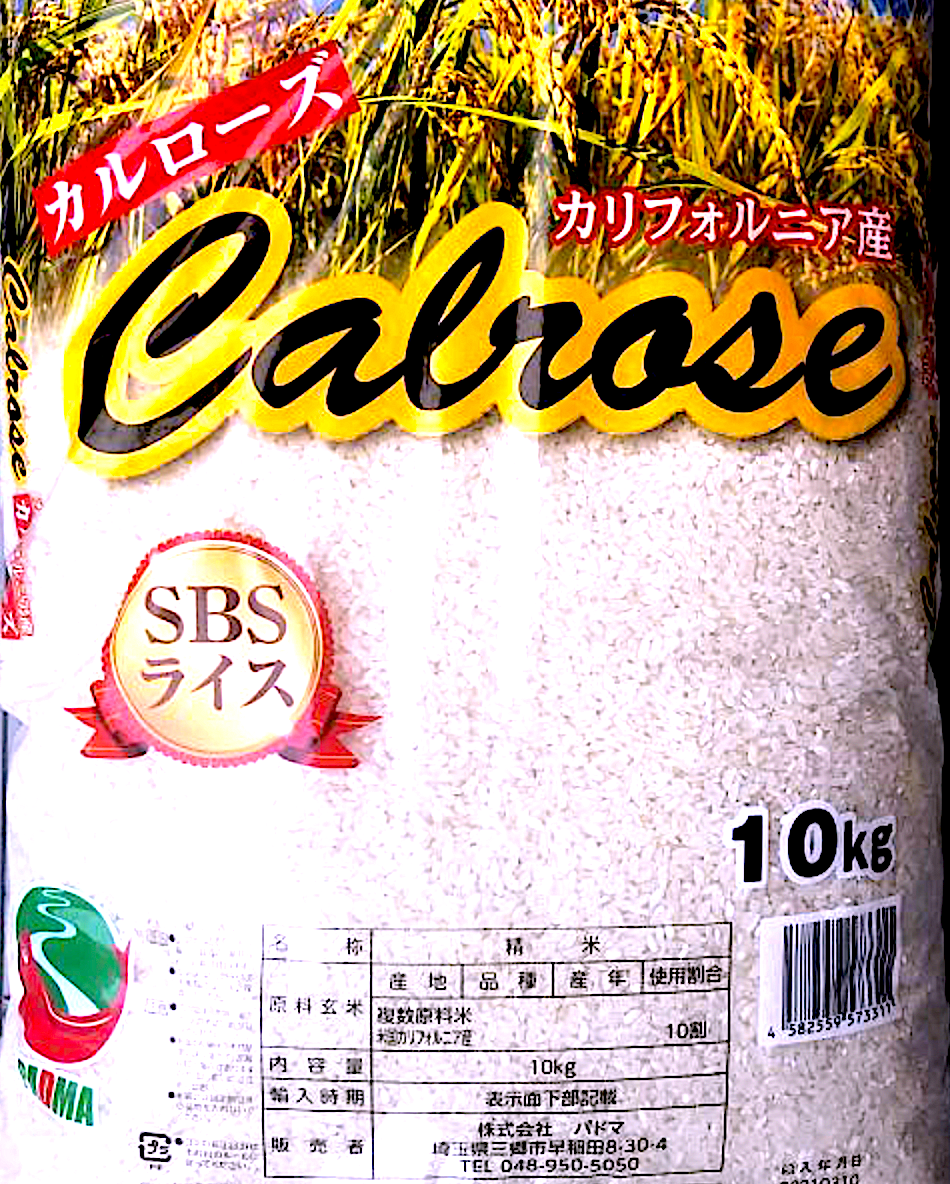 カルローズ
カリフォルニア産
Calrose
Calrose
SBS
ライス
10kg
PADMA
名称 精米
原料玄米 産地 品種 産年 使用割合
複数原料米
米国カリフォルニア産 10割
内容量 10kg
輸入時期 表示面下部記載
販売者 株式会社 パドマ
埼玉県三郷市早稲田8-30-4
TEL 048-950-5050
4 582559 573311
プラ
輸入年月日